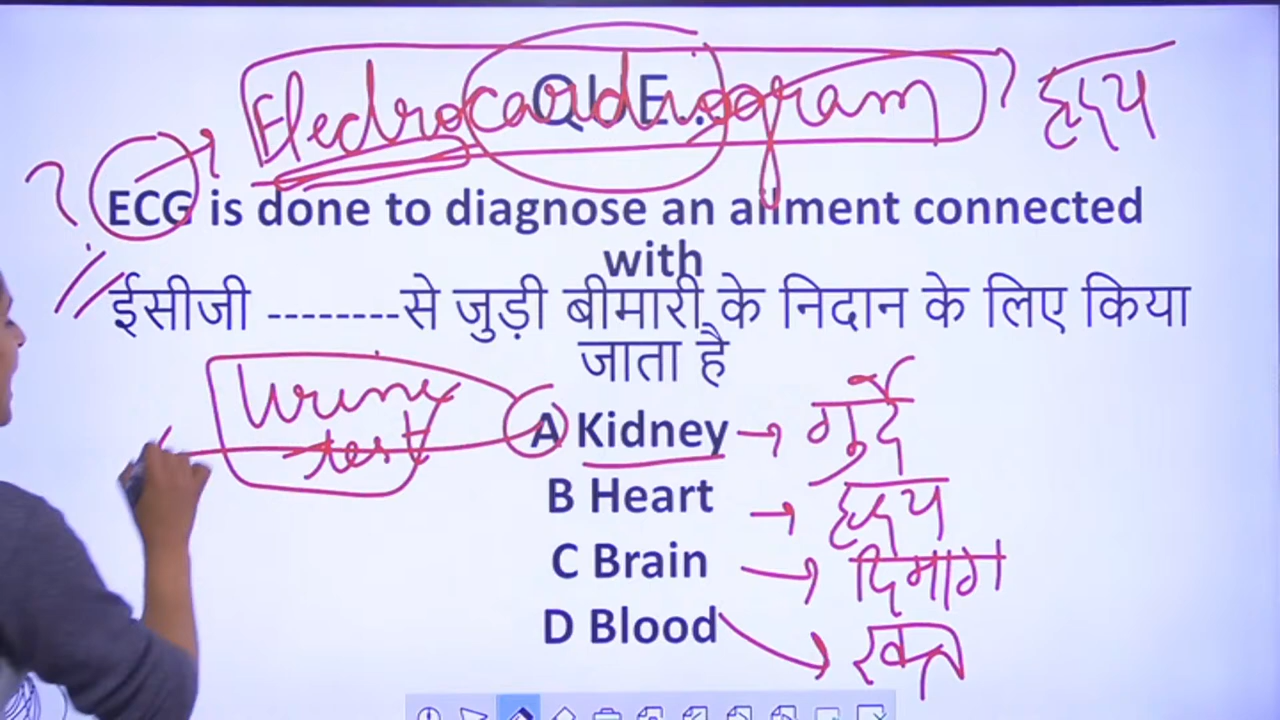 QUE.
Electrocardiogram
हृदय
ECG is done to diagnose an ailment connected
with
ईसीजी --------से जुड़ी बीमारी के निदान के लिए किया
जाता है
Urine
test
A Kidney → गुर्दे
B Heart → हृदय
C Brain → दिमाग
D Blood → रक्त